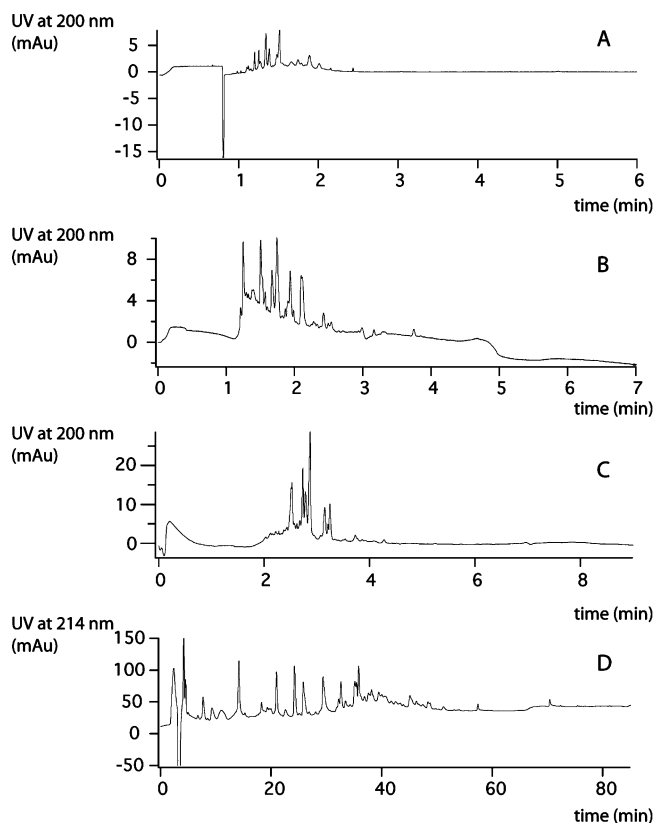 UV at 200 nm
(mAu)
A
5
0
-5
-10
-15
0 1 2 3 4 5 6
time (min)
UV at 200 nm
(mAu)
B
8
4
0
0 1 2 3 4 5 6 7
time (min)
UV at 200 nm
(mAu)
C
20
10
0
0 2 4 6 8
time (min)
UV at 214 nm
(mAu)
D
150
100
50
0
-50
0 20 40 60 80
time (min)